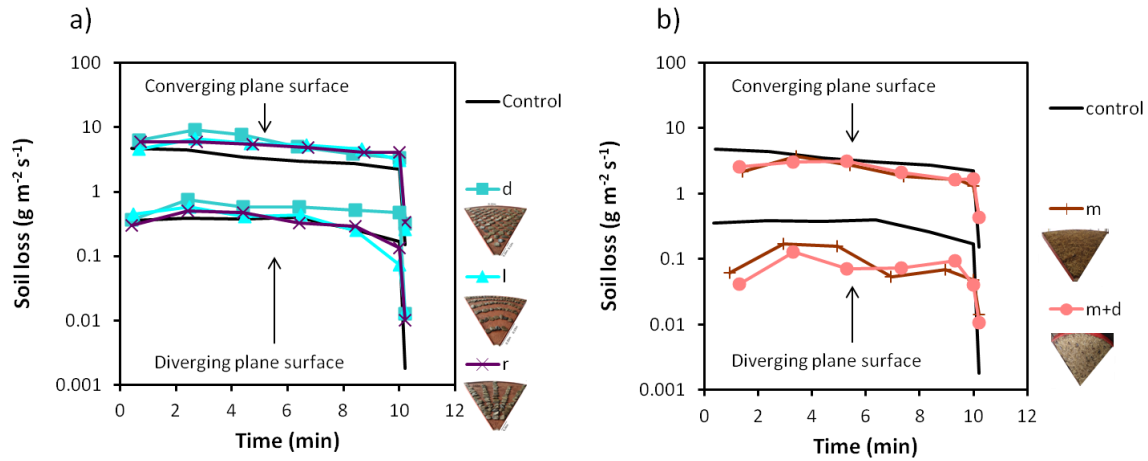 a)
Soil loss (g m⁻² s⁻¹)
100
10
1
0.1
0.01
0.001
Converging plane surface
Diverging plane surface
0 2 4 6 8 10 12
Time (min)
Control
d
l
r
b)
Soil loss (g m⁻² s⁻¹)
100
10
1
0.1
0.01
0.001
Converging plane surface
Diverging plane surface
0 2 4 6 8 10 12
Time (min)
control
m
m+d